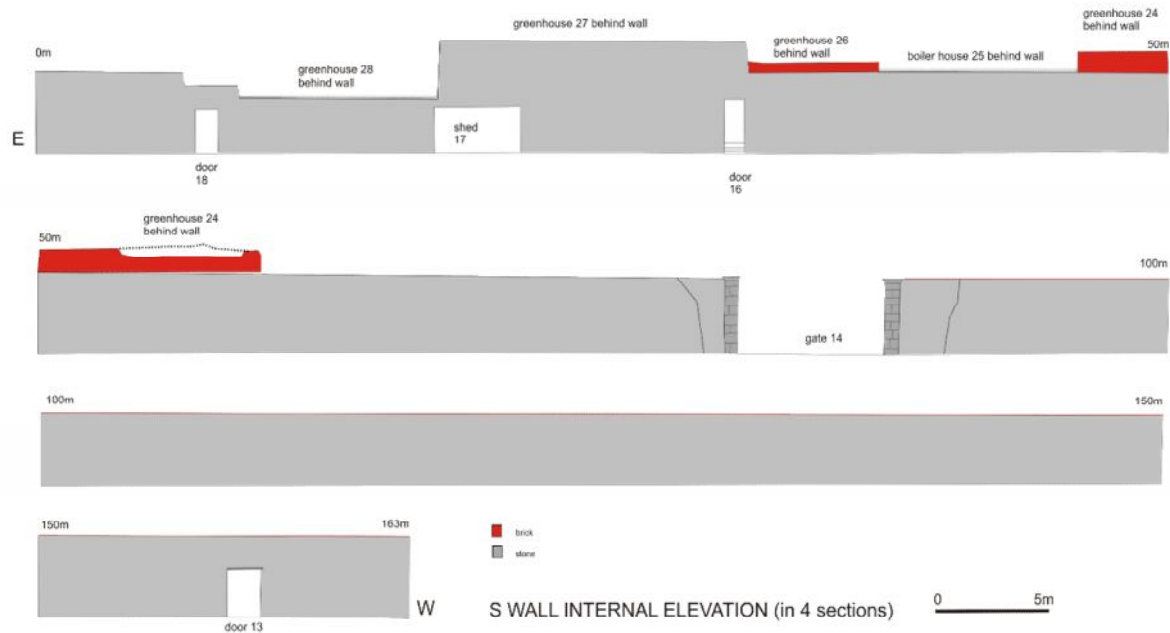 greenhouse 24
behind wall
greenhouse 27 behind wall
0m
greenhouse 26
behind wall
50m
boiler house 25 behind wall
greenhouse 28
behind wall
shed
17
E
door
18
door
16
greenhouse 24
behind wall
50m
100m
gate 14
100m
150m
150m
163m
brick
stone
W
S WALL INTERNAL ELEVATION (in 4 sections)
0
5m
door 13